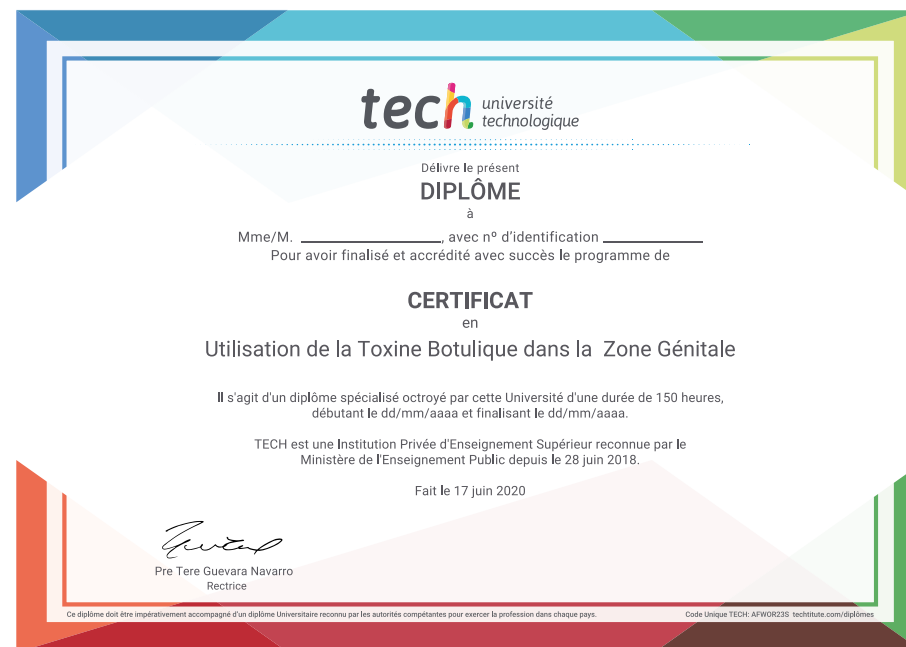 tech université
technologique
Délivre le présent
DIPLÔME
à
Mme/M. ____________________, avec nº d'identification ______________
Pour avoir finalisé et accrédité avec succès le programme de
CERTIFICAT
en
Utilisation de la Toxine Botulique dans la Zone Génitale
Il s'agit d'un diplôme spécialisé octroyé par cette Université d'une durée de 150 heures,
débutant le dd/mm/aaaa et finalisant le dd/mm/aaaa.
TECH est une Institution Privée d'Enseignement Supérieur reconnue par le
Ministère de l'Enseignement Public depuis le 28 juin 2018.
Fait le 17 juin 2020
Pre Tere Guevara Navarro
Rectrice
Ce diplôme doit être impérativement accompagné d'un diplôme Universitaire reconnu par les autorités compétantes pour exercer la profession dans chaque pays.
Code Unique TECH: AFWOR23S techtitute.com/diplômes